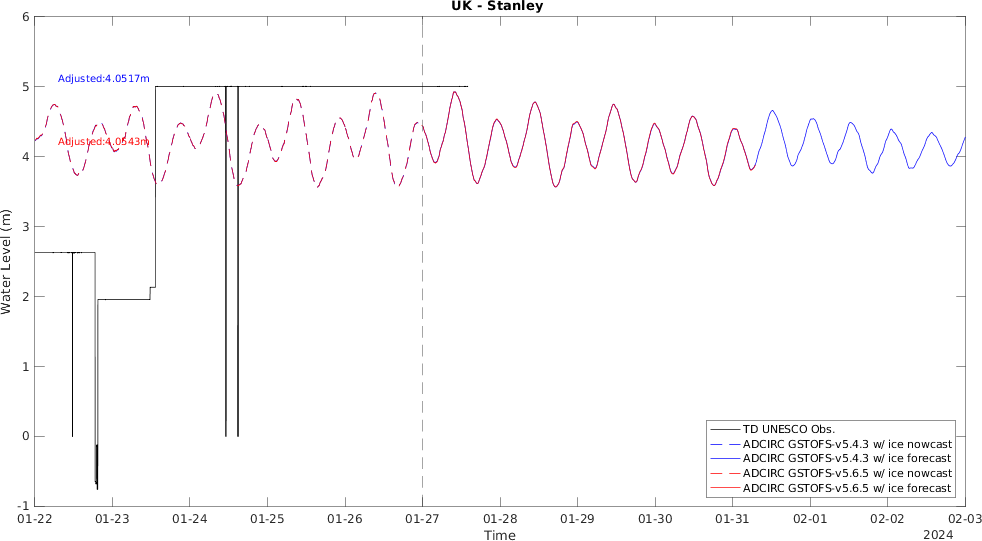 UK - Stanley
6
5
4
3
2
1
0
-1
Water Level (m)
Adjusted:4.0517m
Adjusted:4.0543m
TD UNESCO Obs.
ADCIRC GSTOFS-v5.4.3 w/ ice nowcast
ADCIRC GSTOFS-v5.4.3 w/ ice forecast
ADCIRC GSTOFS-v5.6.5 w/ ice nowcast
ADCIRC GSTOFS-v5.6.5 w/ ice forecast
01-22 01-23 01-24 01-25 01-26 01-27 01-28 01-29 01-30 01-31 02-01 02-02 02-03
Time
2024